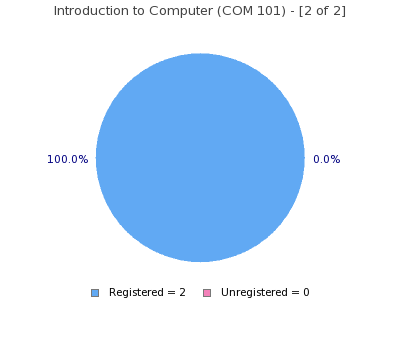 Introduction to Computer (COM 101) - [2 of 2]
100.0%
0.0%
Registered = 2
Unregistered = 0